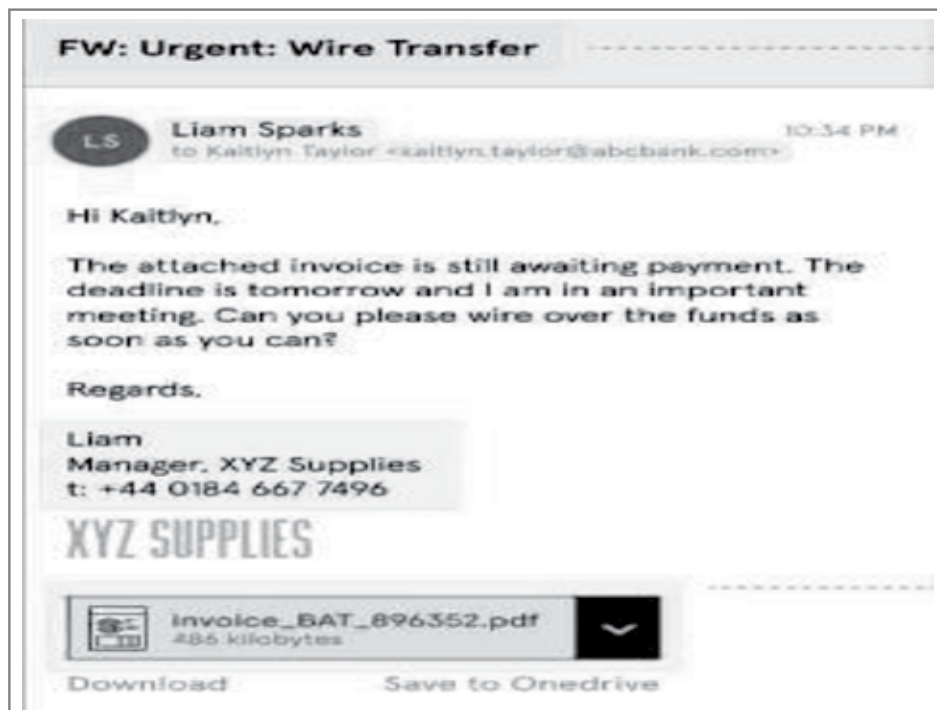 FW: Urgent: Wire Transfer
Liam Sparks
10:34 PM
to Kaitlyn Taylor <kaitlyn.taylor@abcbank.com>
Hi Kaitlyn,
The attached invoice is still awaiting payment. The
deadline is tomorrow and I am in an important
meeting. Can you please wire over the funds as
soon as you can?
Regards,
Liam
Manager, XYZ Supplies
t: +44 0184 667 7496
XYZ SUPPLIES
invoice_BAT_896352.pdf
486 kilobytes
Download Save to Onedrive
LS